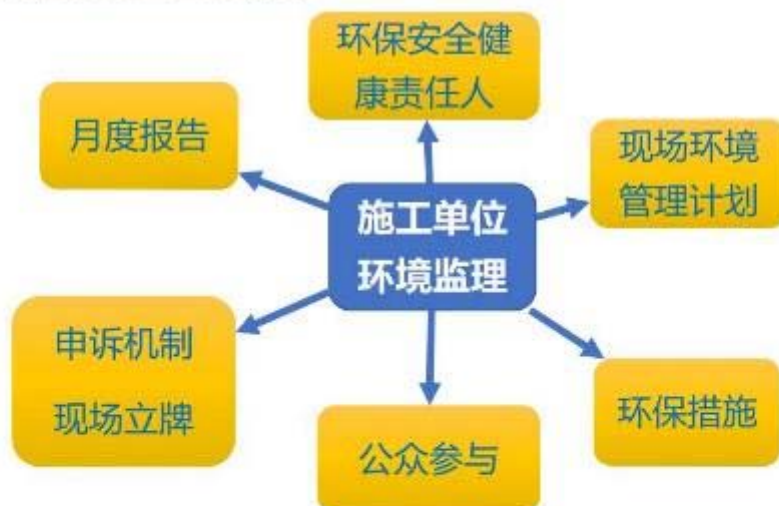 环保安全健
康责任人
月度报告
现场环境
管理计划
施工单位
环境监理
申诉机制
现场立牌
环保措施
公众参与